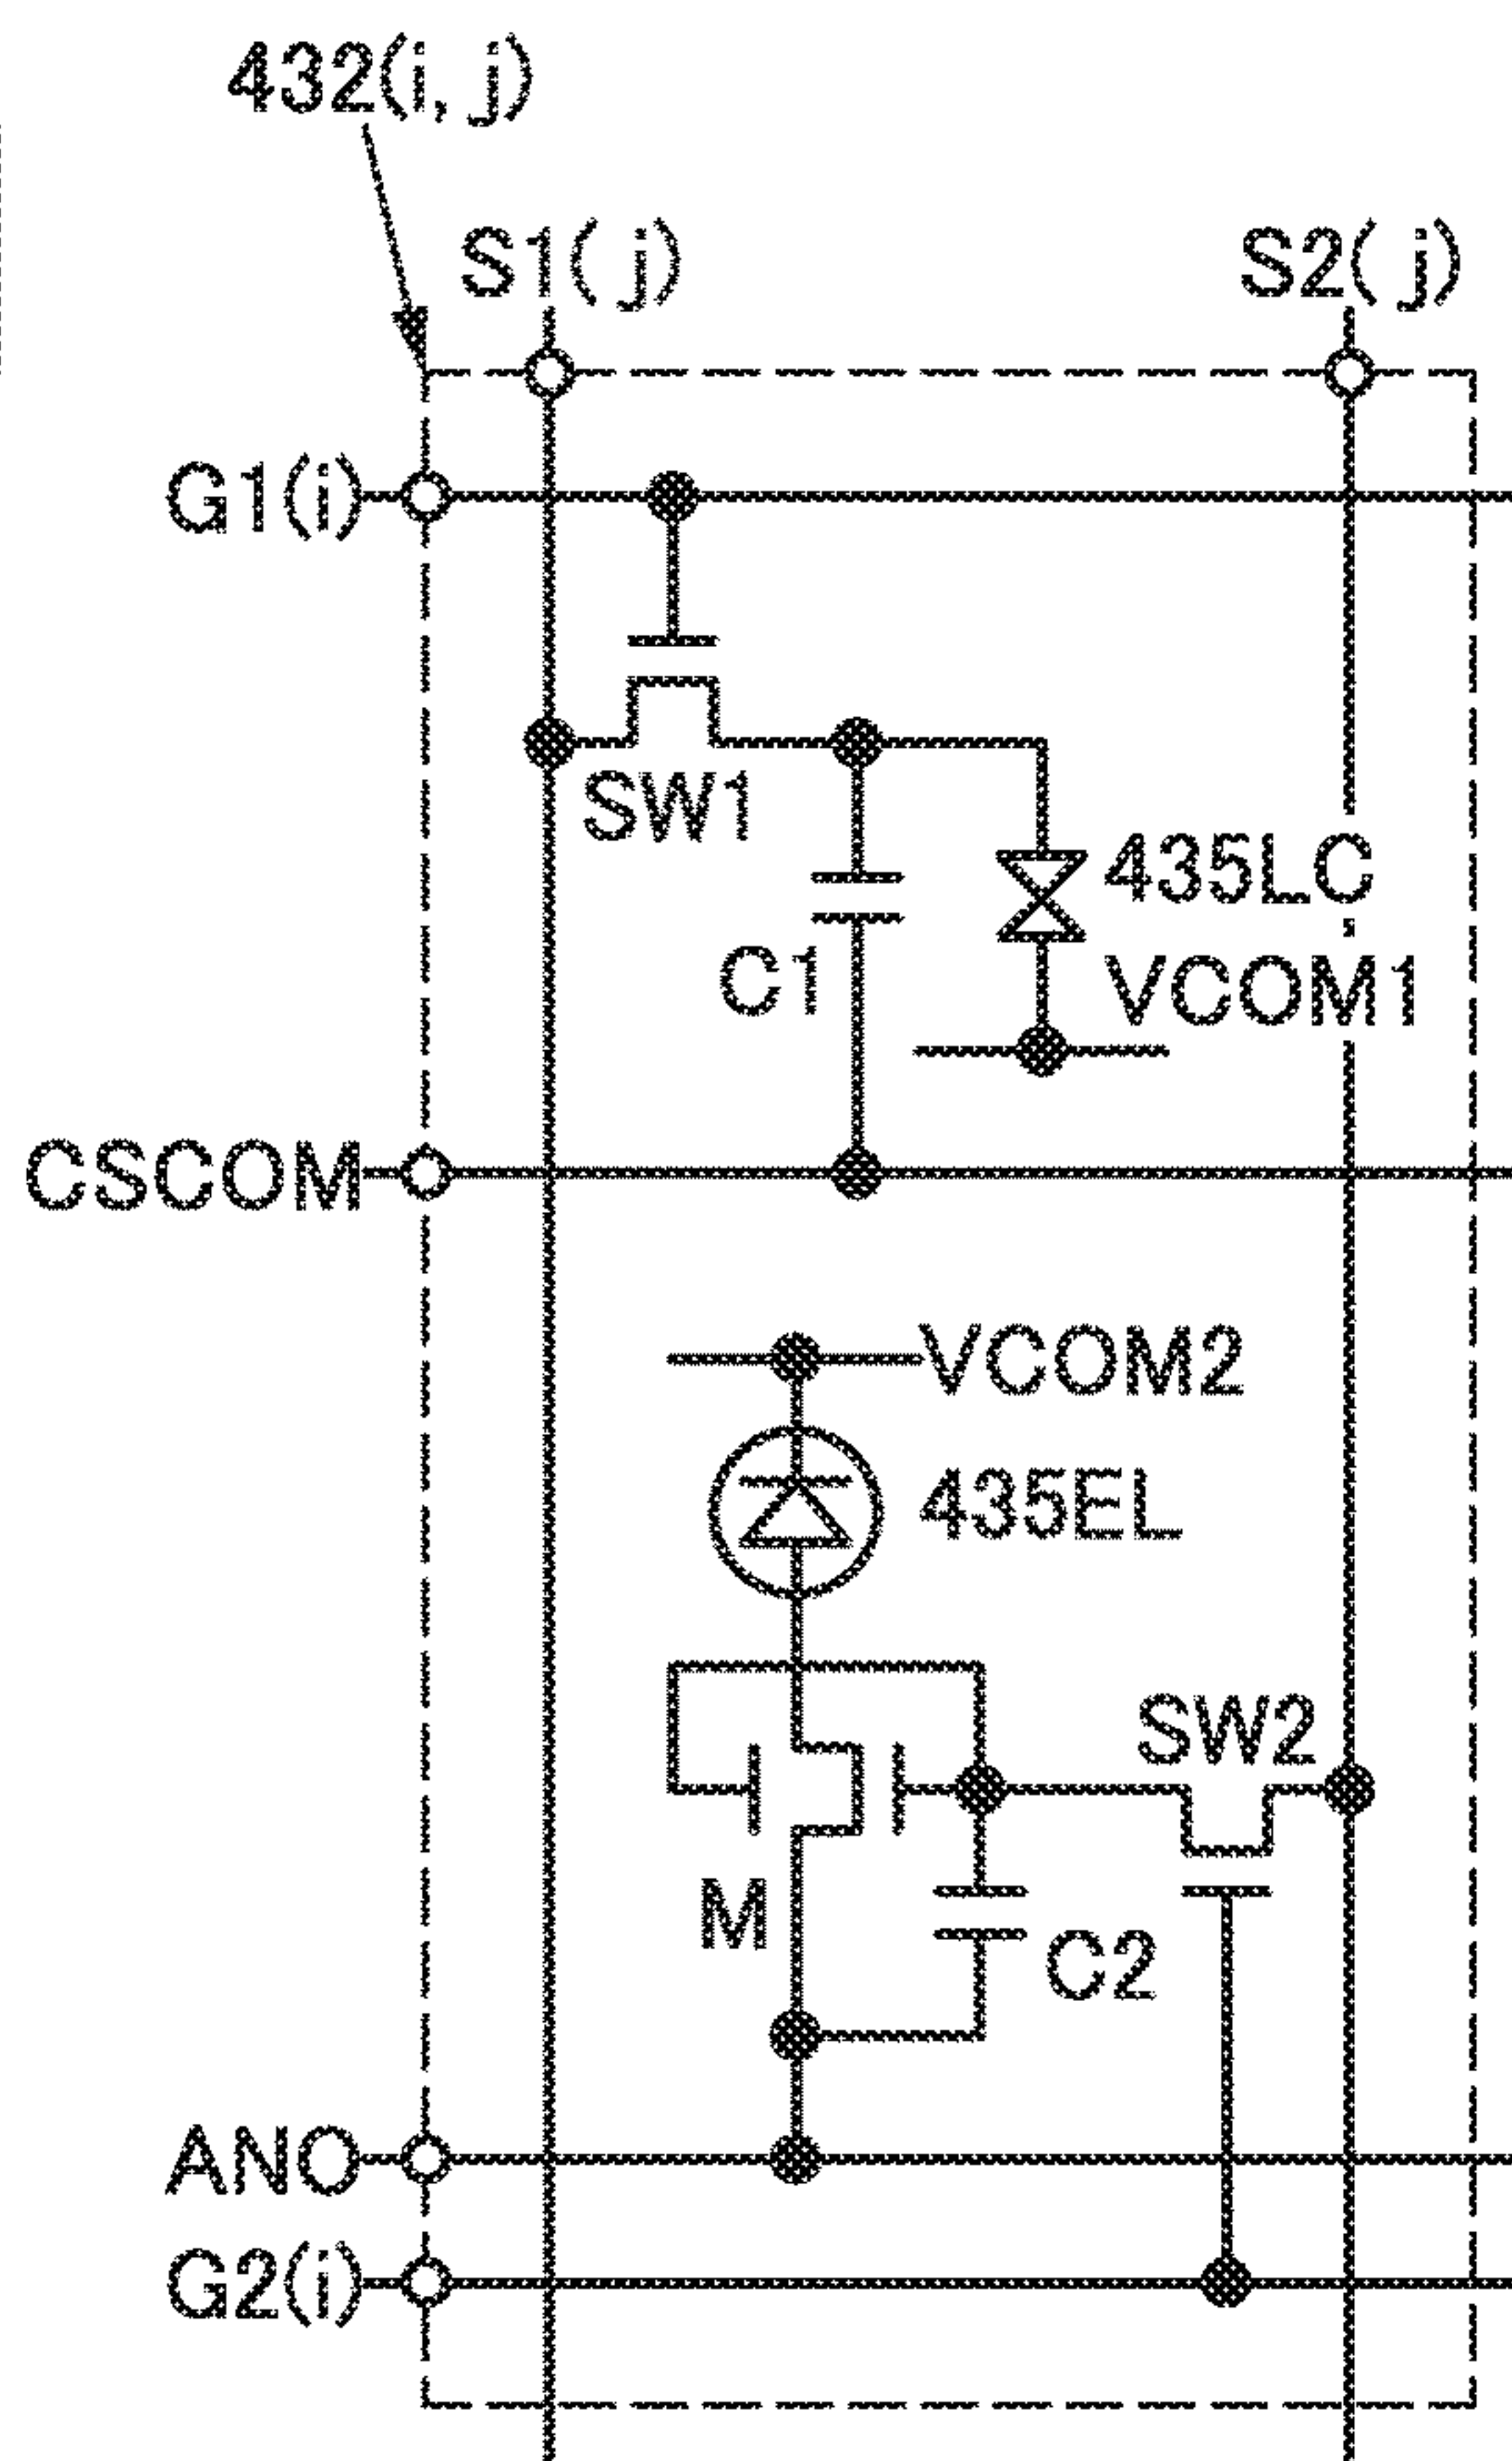 432(i, j)
S1( j)
S2( j)
G1(i)
SW1
435LC
C1
VCOM1
CSCOM
VCOM2
435EL
SW2
M
C2
ANO
G2(i)